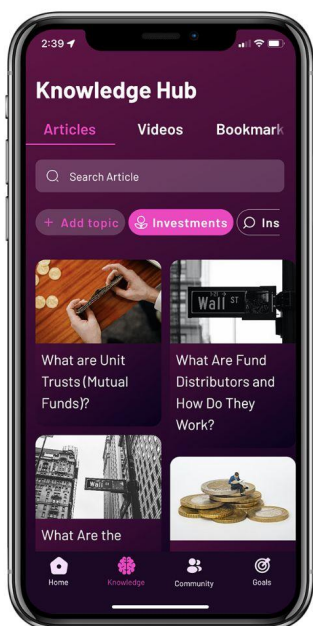 2:39
Knowledge Hub
Articles Videos Bookmark
Search Article
+ Add topic Investments Ins
Wall ST
What are Unit
Trusts (Mutual
Funds)?
What Are Fund
Distributors and
How Do They
Work?
Wall
What Are the
Home Knowledge Community Goals